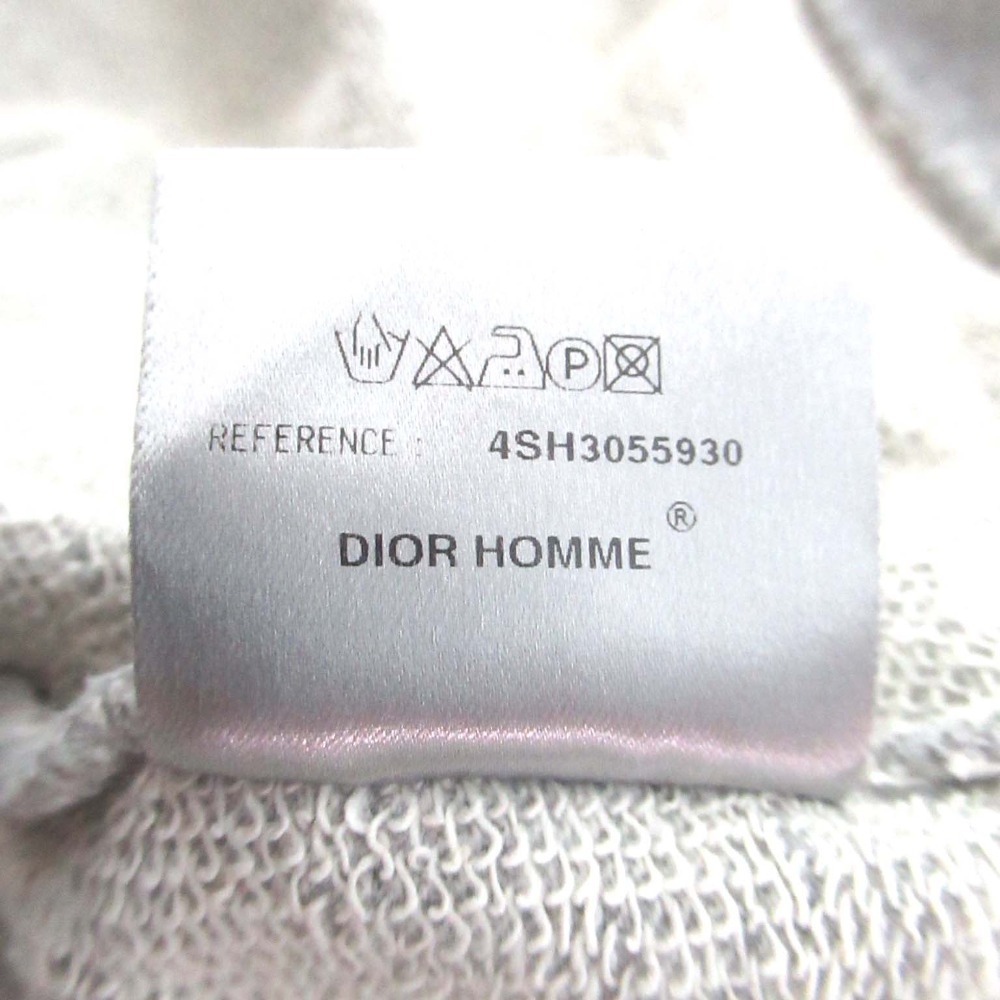 P
REFERENCE : 4SH3055930
DIOR HOMME ®